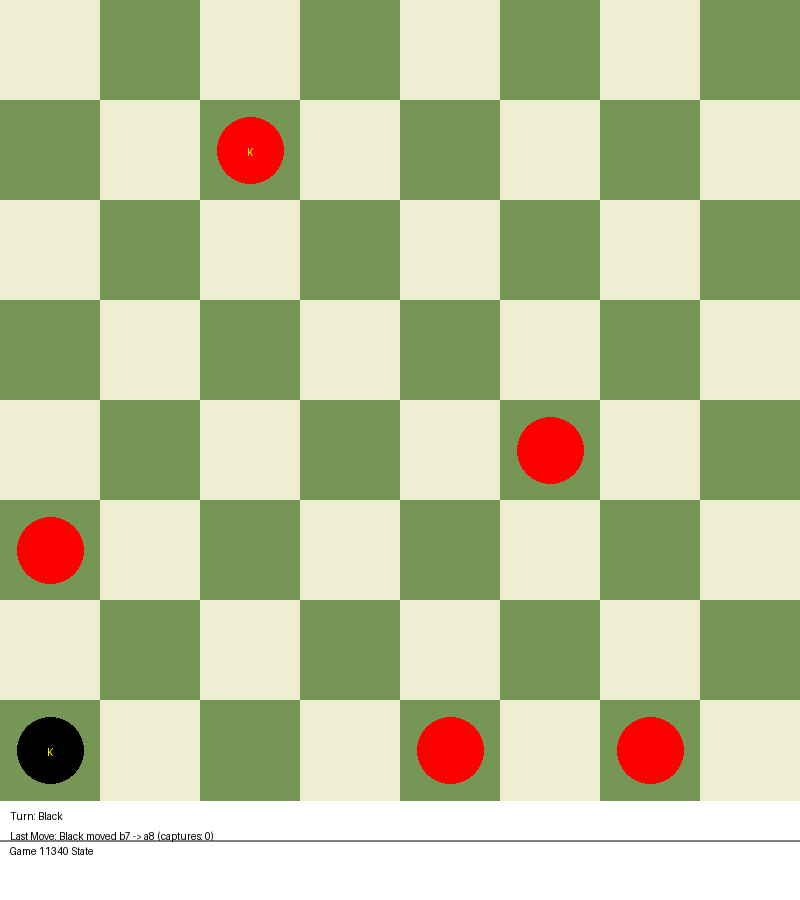 K
K
Turn: Black
Last Move: Black moved b7 -> a8 (captures: 0)
Game 11340 State